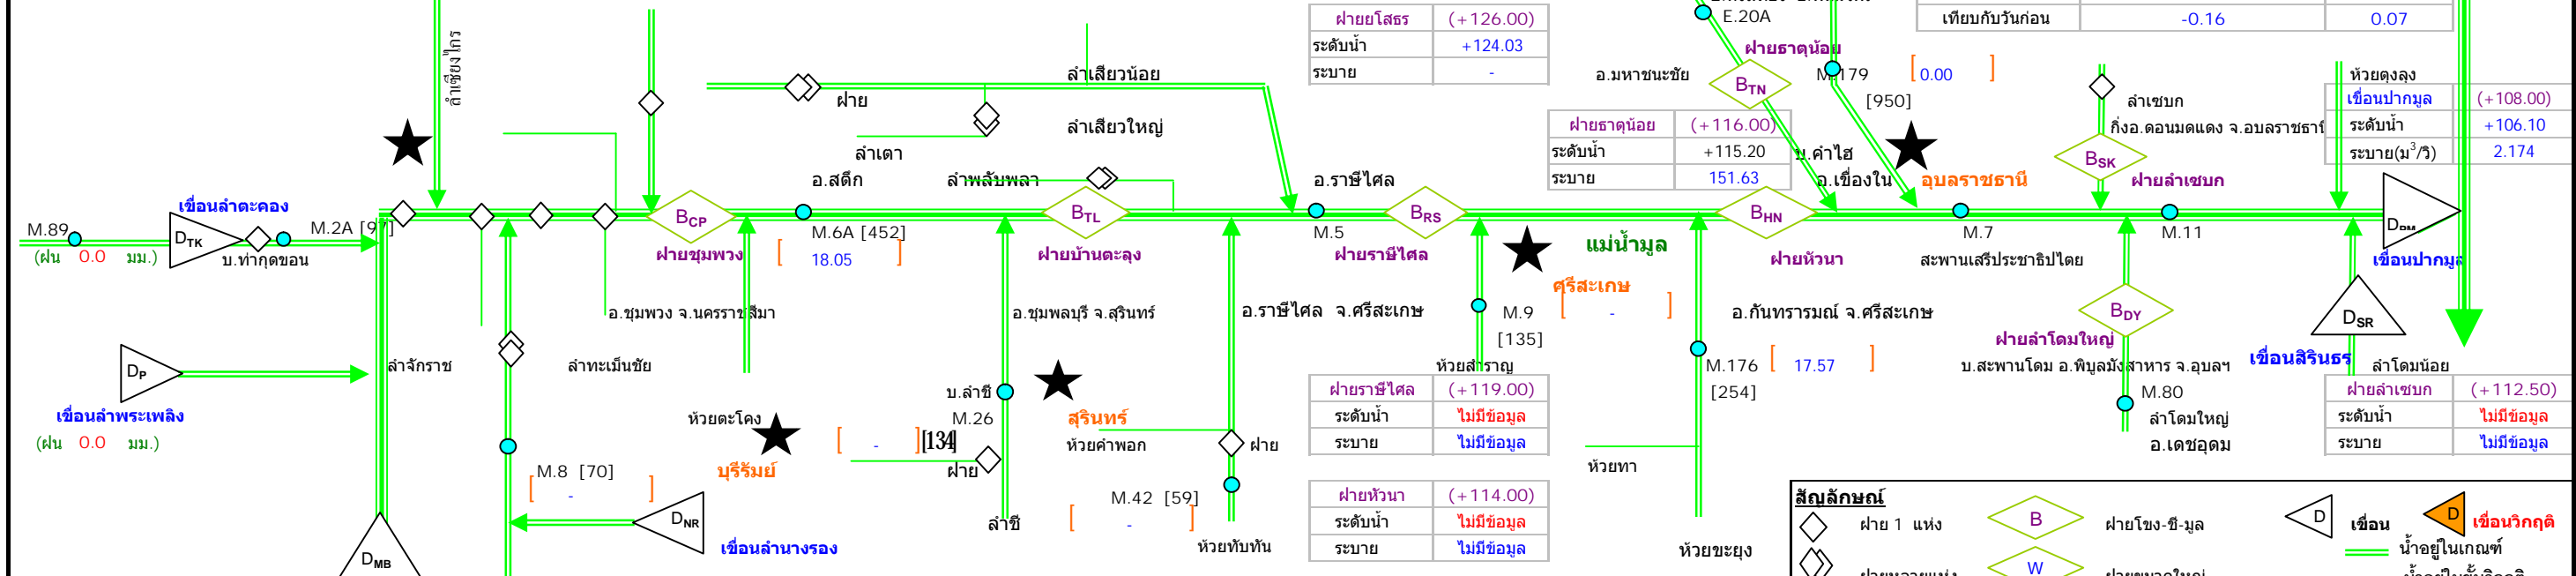 ฝายยโสธร (+126.00)
ระดับน้ำ +124.03
ระบาย -
E.20A
เทียบกับวันก่อน -0.16 0.07
ลำเชียงไกร
ลำเสียวน้อย
ฝาย
ลำเสียวใหญ่
ลำเตา
อ.มหาชนะชัย
ฝายธาตุน้อย
BTN
M.179 [0.00]
[950]
ห้วยตุงลุง
เขื่อนปากมูล (+108.00)
ระดับน้ำ +106.10
ระบาย(ม3/วิ) 2.174
ลำเซบก
กิ่งอ.ดอนมดแดง
BSK
ฝายลำเซบก
ฝายธาตุน้อย (+116.00)
ระดับน้ำ +115.20
ระบาย 151.63
บ.คำไฮ
อ.เขื่องใน
อุบลราชธานี
อ.สตึก
ลำพลับพลา
อ.ราษีไศล
เขื่อนลำตะคอง
M.89
(ฝน 0.0 มม.)
DTK
บ.ท่ากุดขอน
M.2A [97]
BCP
ฝายชุมพวง
M.6A [452]
[18.05]
BTL
ฝายบ้านตะลุง
M.5
BRS
ฝายราษีไศล
แม่น้ำมูล
BHN
ฝายหัวนา
M.7
สะพานเสรีประชาธิปไตย
M.11
เขื่อนปากมูล
ศรีสะเกษ
[-]
M.9
[135]
อ.ชุมพวง จ.นครราชสีมา
อ.ชุมพลบุรี จ.สุรินทร์
อ.ราษีไศล จ.ศรีสะเกษ
อ.กันทรารมณ์ จ.ศรีสะเกษ
BDY
ฝายลำโดมใหญ่
บ.สะพานโดม อ.พิบูลมังสาหาร จ.อุบลฯ
DSR
เขื่อนสิรินธร
ลำโดมน้อย
DP
เขื่อนลำพระเพลิง
(ฝน 0.0 มม.)
ลำจักราช
ลำทะเม็นชัย
ห้วยสำราญ
M.176 [17.57]
[254]
บ.ลำชี
M.26
สุรินทร์
ห้วยตะโคง
[-][134]
ฝาย
ห้วยคำพอก
ฝาย
บุรีรัมย์
M.8 [70]
[-]
DNR
เขื่อนลำนางรอง
DMB
ลำชี
M.42 [59]
[-]
ห้วยทับทัน
ฝายราษีไศล (+119.00)
ระดับน้ำ ไม่มีข้อมูล
ระบาย ไม่มีข้อมูล
ฝายหัวนา (+114.00)
ระดับน้ำ ไม่มีข้อมูล
ระบาย ไม่มีข้อมูล
ห้วยทา
ห้วยขะยุง
M.80
ลำโดมใหญ่
อ.เดชอุดม
ฝายลำเซบก (+112.50)
ระดับน้ำ ไม่มีข้อมูล
ระบาย ไม่มีข้อมูล
สัญลักษณ์
ฝาย 1 แห่ง
B ฝายโขง-ชี-มูล
D เขื่อน
D เขื่อนวิกฤติ
น้ำอยู่ในเกณฑ์
W